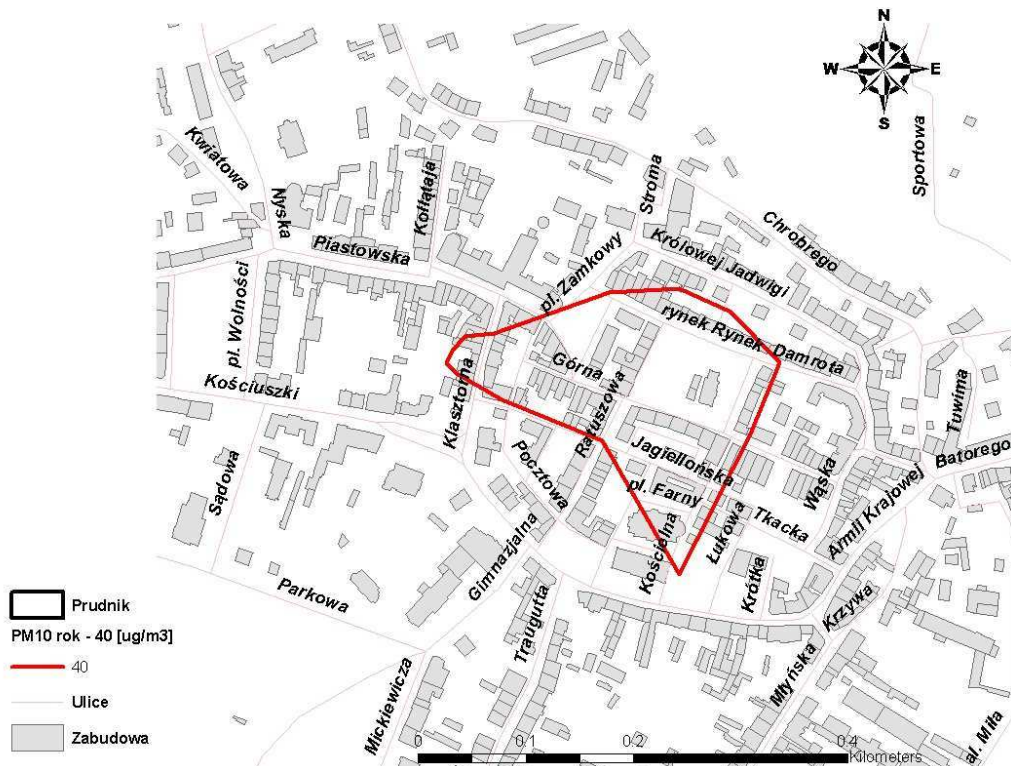 N
W
E
S
Sportowa
Kwiatowa
Nyska
Kołłątaja
Stroma
Chrobrego
Piastowska
pl. Zamkowy
Królowej Jadwigi
pl. Wolności
rynek Rynek
Damrota
Górna
Kościuszki
Klasztorna
Ratuszowa
Tuwima
Jagiellońska
Batorego
Pocztowa
pl. Farny
Wąska
Sądowa
Łukowa
Tkacka
Armii Krajowej
Kościelna
Gimnazjalna
Parkowa
Krótka
Krzywa
Traugutta
Młyńska
Mickiewicza
al. Miła
Prudnik
PM10 rok - 40 [ug/m3]
40
Ulice
Zabudowa
0 0.1 0.2 0.4
Kilometers